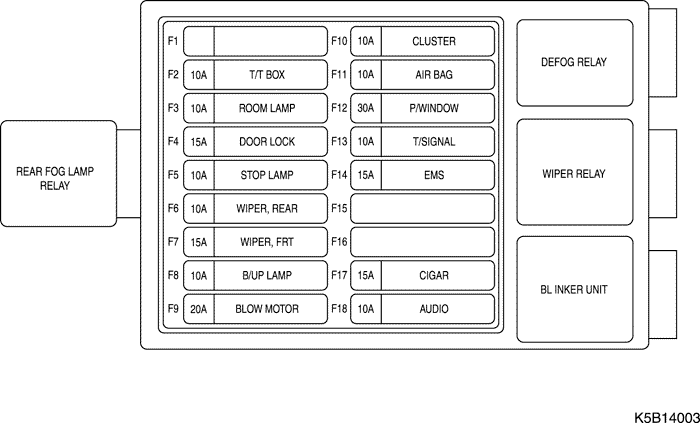 F1
F2 10A T/T BOX
F3 10A ROOM LAMP
F4 15A DOOR LOCK
F5 10A STOP LAMP
F6 10A WIPER, REAR
F7 15A WIPER, FRT
F8 10A B/UP LAMP
F9 20A BLOW MOTOR
F10 10A CLUSTER
F11 10A AIR BAG
F12 30A P/WINDOW
F13 10A T/SIGNAL
F14 15A EMS
F15
F16
F17 15A CIGAR
F18 10A AUDIO
DEFOG RELAY
WIPER RELAY
BL INKER UNIT
REAR FOG LAMP
RELAY
K5B14003